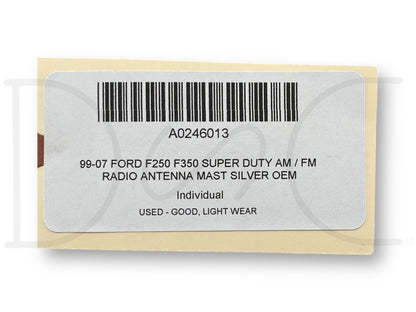 A0246013
99-07 FORD F250 F350 SUPER DUTY AM / FM
RADIO ANTENNA MAST SILVER OEM
Individual
USED - GOOD, LIGHT WEAR